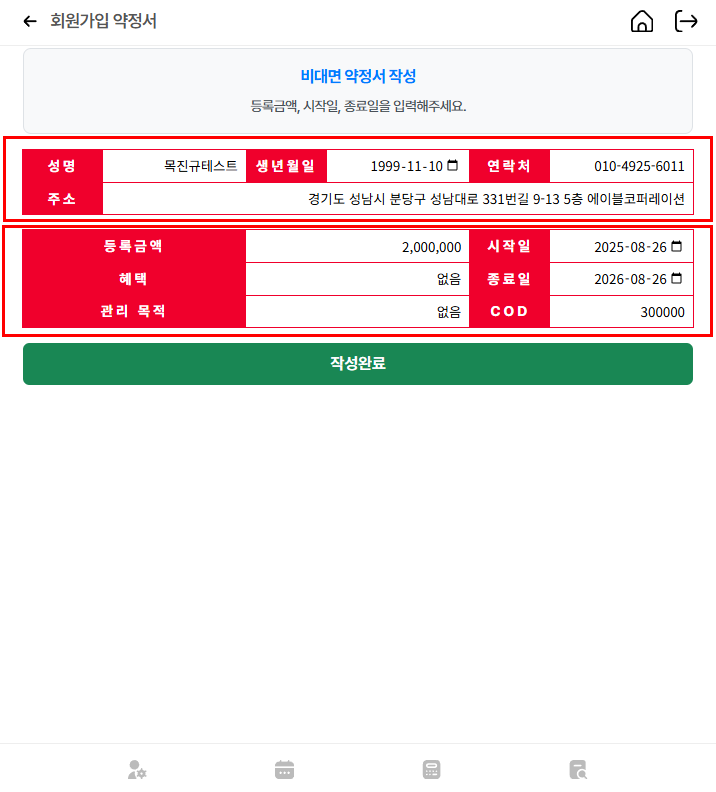 회원가입 약정서
비대면 약정서 작성
등록금액, 시작일, 종료일을 입력해주세요.
성명 목진규테스트 생년월일 1999-11-10 연락처 010-4925-6011
주소 경기도 성남시 분당구 성남대로 331번길 9-13 5층 에이블코퍼레이션
등록금액 2,000,000 시작일 2025-08-26
혜택 없음 종료일 2026-08-26
관리 목적 없음 COD 300000
작성완료